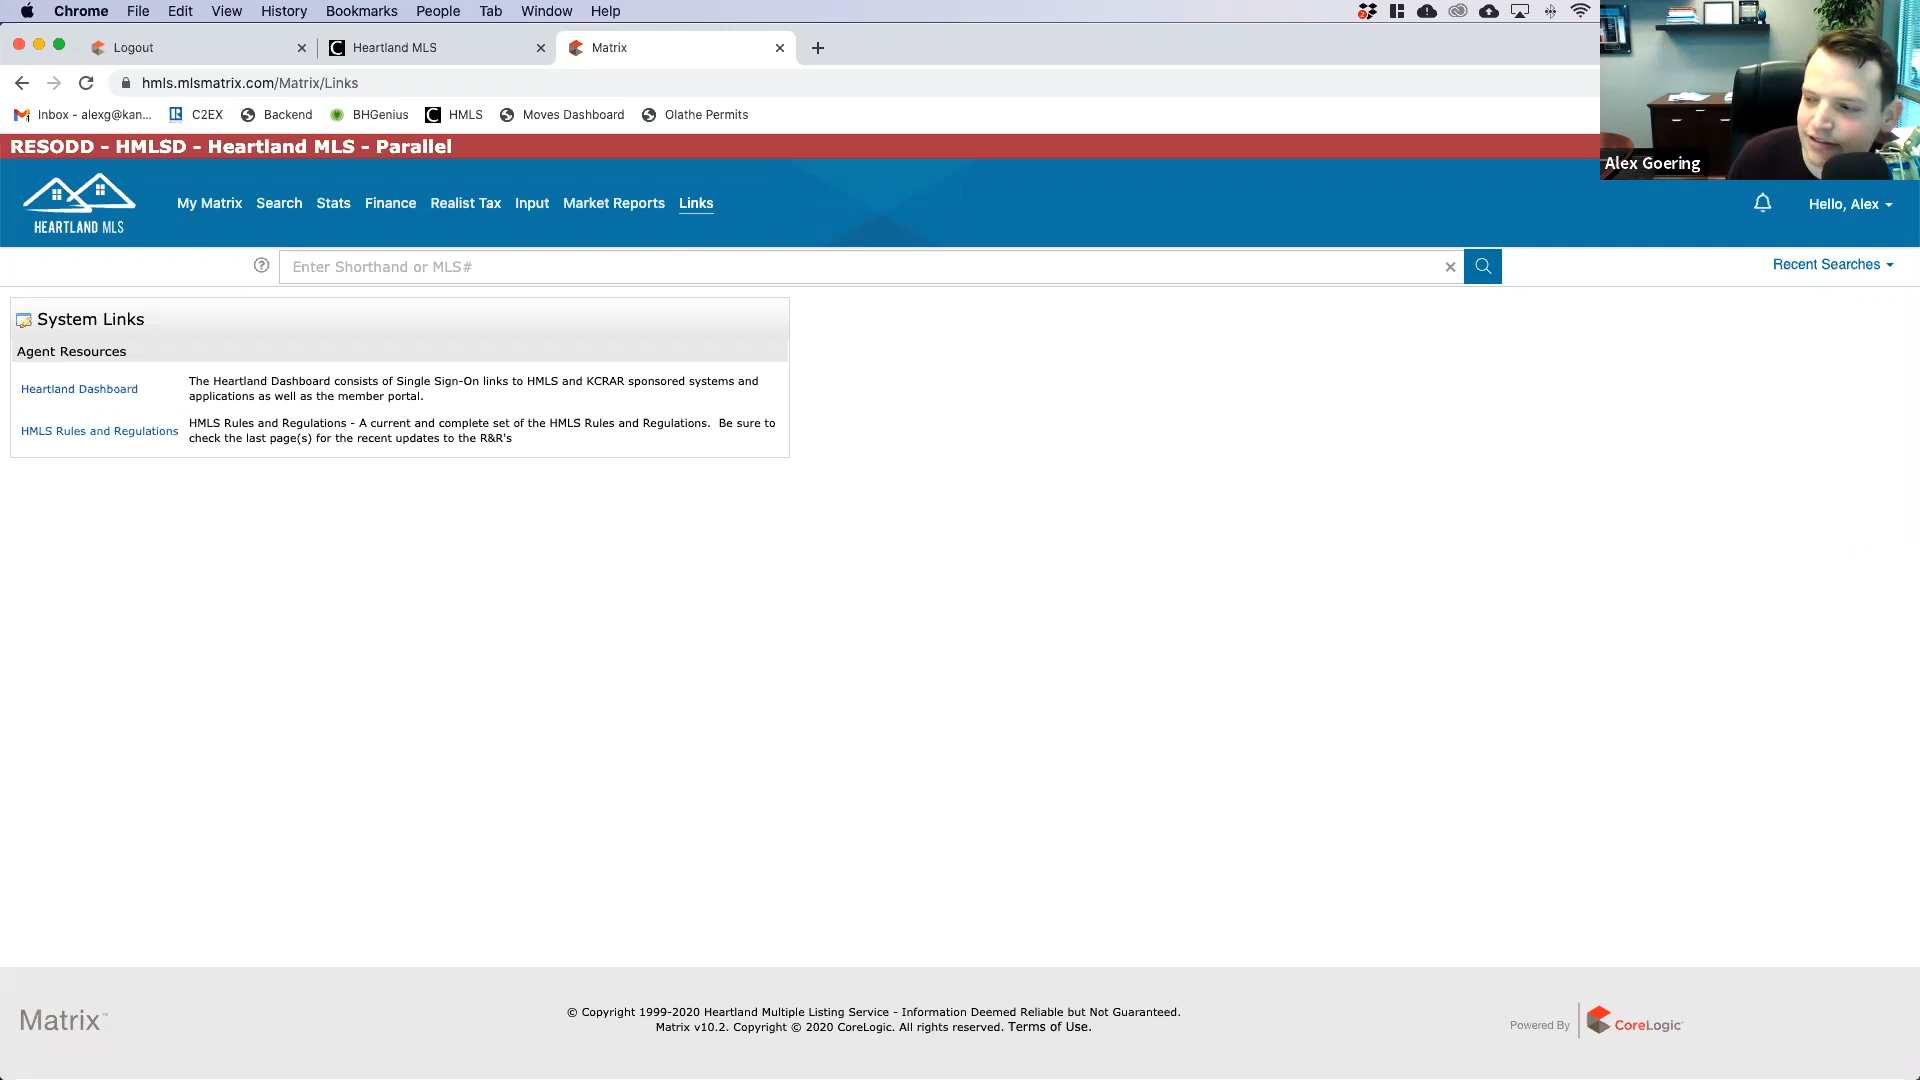 Chrome File Edit View History Bookmarks People Tab Window Help
Logout
Heartland MLS
Matrix
hmls.mlsmatrix.com/Matrix/Links
Inbox - alexg@kan... C2EX Backend BHGenius HMLS Moves Dashboard Olathe Permits
RESODD - HMLSD - Heartland MLS - Parallel
Alex Goering
HEARTLAND MLS
My Matrix Search Stats Finance Realist Tax Input Market Reports Links
Hello, Alex
Enter Shorthand or MLS#
Recent Searches
System Links
Agent Resources
Heartland Dashboard
The Heartland Dashboard consists of Single Sign-On links to HMLS and KCRAR sponsored systems and
applications as well as the member portal.
HMLS Rules and Regulations
HMLS Rules and Regulations - A current and complete set of the HMLS Rules and Regulations. Be sure to
check the last page(s) for the recent updates to the R&R's
Matrix™
© Copyright 1999-2020 Heartland Multiple Listing Service - Information Deemed Reliable but Not Guaranteed.
Matrix v10.2. Copyright © 2020 CoreLogic. All rights reserved. Terms of Use.
Powered By CoreLogic